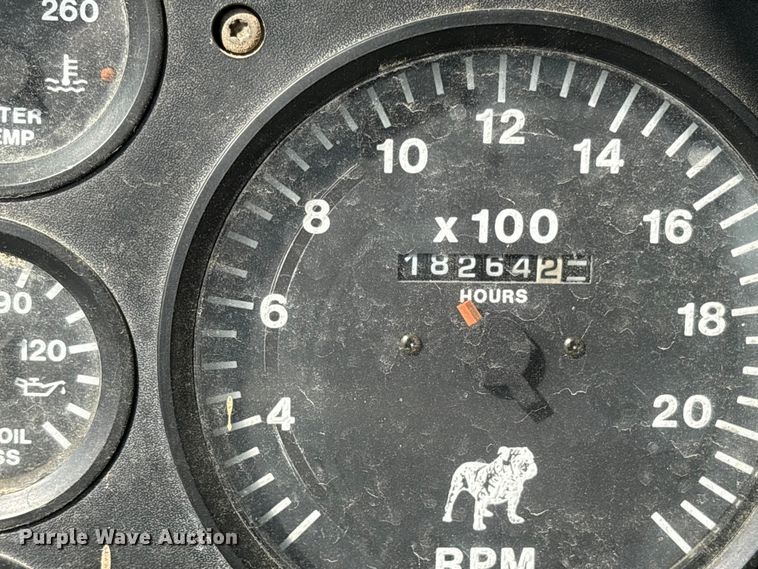 260
TER
EMP
90
120
OIL
SS
4
6
8
10
12
14
16
18
20
x 100
182642
HOURS
RPM
Purple Wave Auction